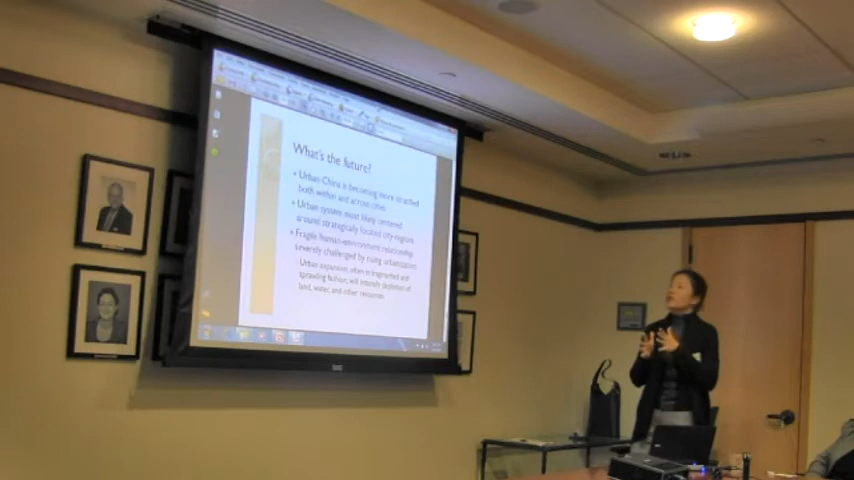 What's the future?
• Urban China is becoming more stratified
both within and across cities
• Urban system most likely centered
around strategically located city-regions
• Fragile human-environment relationship,
severely challenged by rising urbanization
Urban expansion, often in fragmented and
sprawling fashion, will intensify depletion of
land, water, and other resources